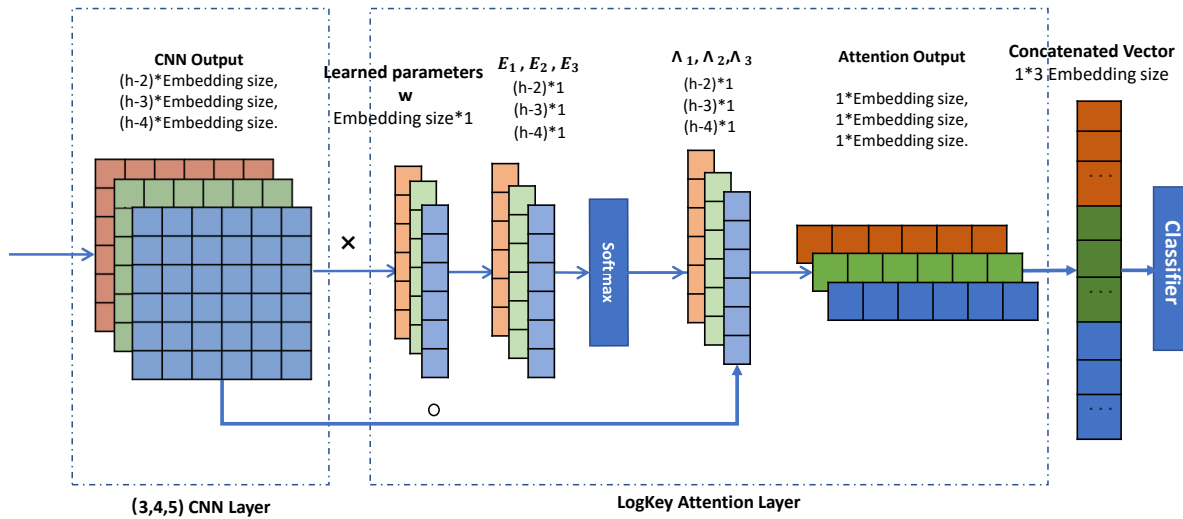 CNN Output
(h-2)*Embedding size,
(h-3)*Embedding size,
(h-4)*Embedding size.
Learned parameters
w
Embedding size*1
E₁ , E₂ , E₃
(h-2)*1
(h-3)*1
(h-4)*1
Λ₁, Λ₂,Λ₃
(h-2)*1
(h-3)*1
(h-4)*1
Attention Output
1*Embedding size,
1*Embedding size,
1*Embedding size.
Concatenated Vector
1*3 Embedding size
×
Softmax
...
...
...
Classifier
O
(3,4,5) CNN Layer
LogKey Attention Layer